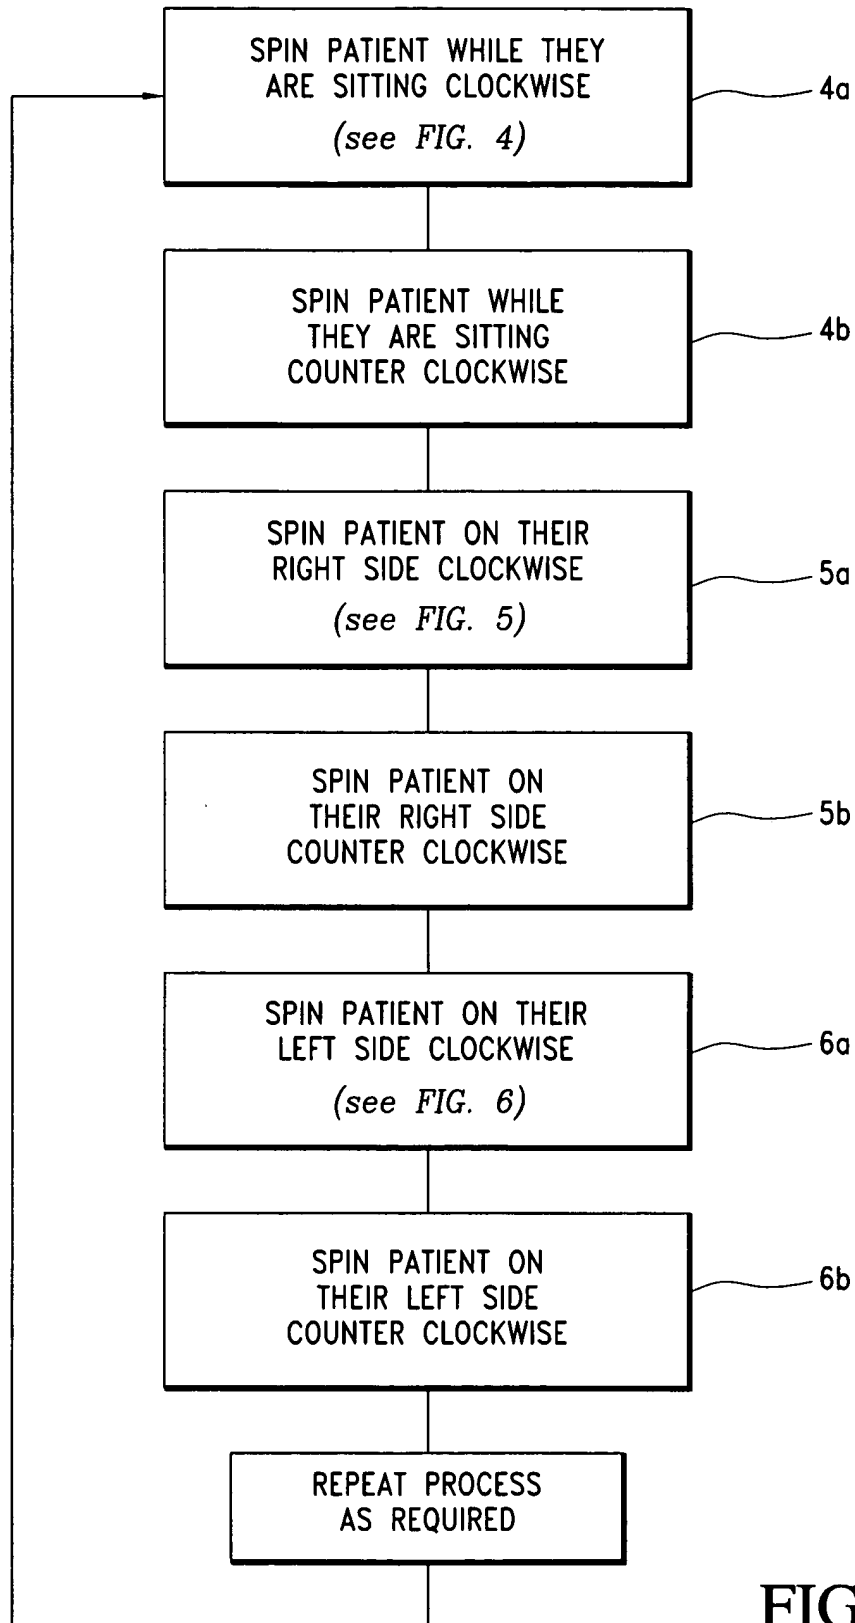 SPIN PATIENT WHILE THEY
ARE SITTING CLOCKWISE
(see FIG. 4)
4a
SPIN PATIENT WHILE
THEY ARE SITTING
COUNTER CLOCKWISE
4b
SPIN PATIENT ON THEIR
RIGHT SIDE CLOCKWISE
(see FIG. 5)
5a
SPIN PATIENT ON
THEIR RIGHT SIDE
COUNTER CLOCKWISE
5b
SPIN PATIENT ON THEIR
LEFT SIDE CLOCKWISE
(see FIG. 6)
6a
SPIN PATIENT ON
THEIR LEFT SIDE
COUNTER CLOCKWISE
6b
REPEAT PROCESS
AS REQUIRED
FIG